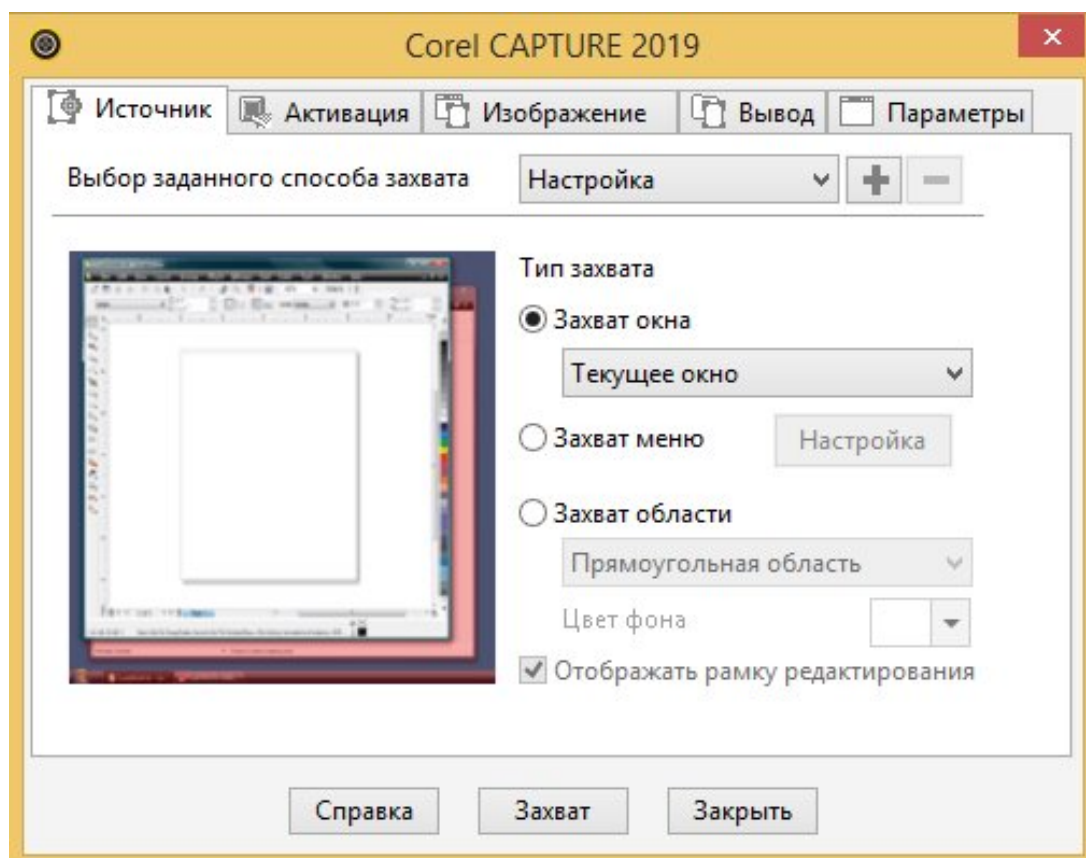 Corel CAPTURE 2019
Источник Активация Изображение Вывод Параметры
Выбор заданного способа захвата Настройка
Тип захвата
Захват окна
Текущее окно
Захват меню Настройка
Захват области
Прямоугольная область
Цвет фона
Отображать рамку редактирования
Справка Захват Закрыть